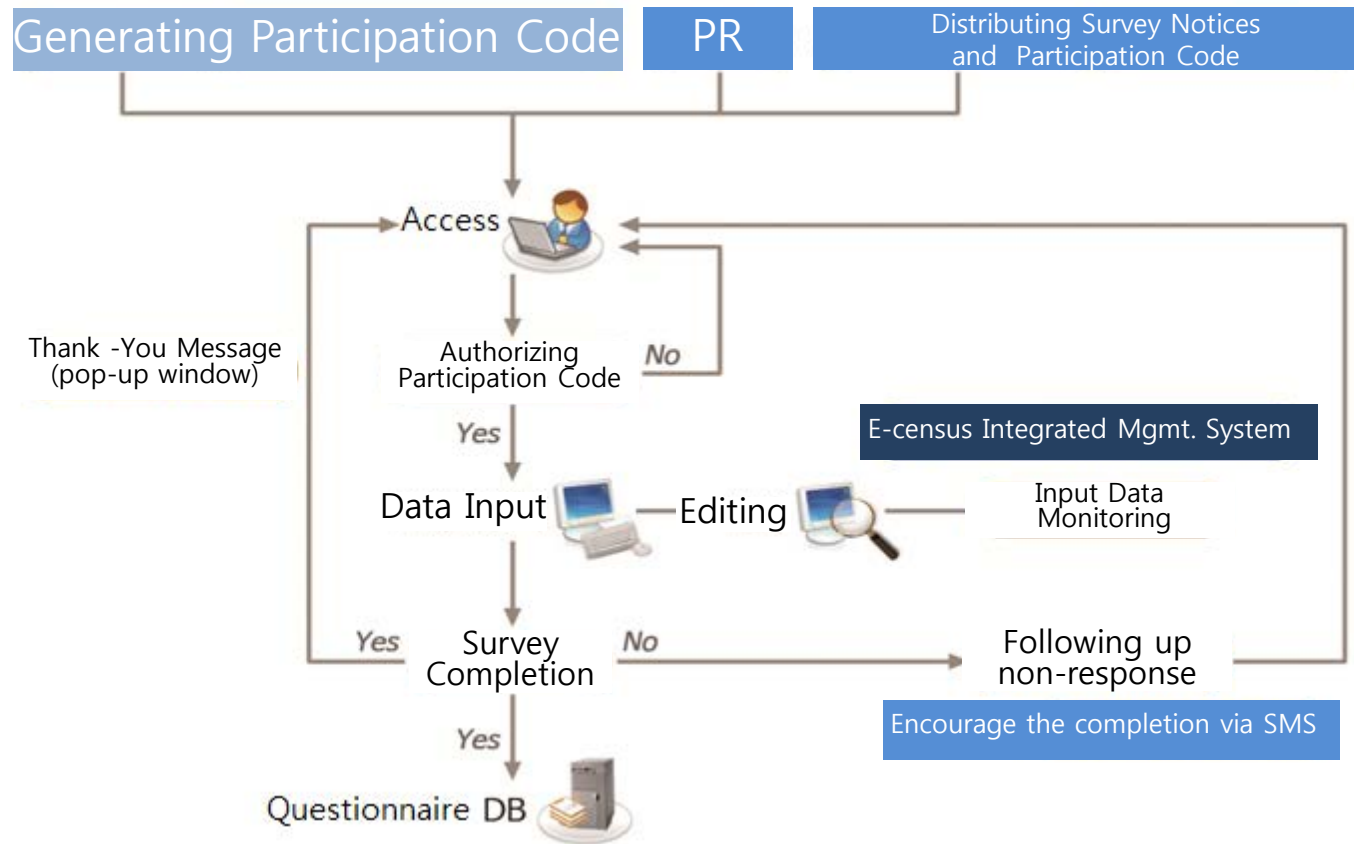 Generating Participation Code
PR
Distributing Survey Notices
and Participation Code
Access
Thank -You Message
(pop-up window)
Authorizing
Participation Code
No
Yes
E-census Integrated Mgmt. System
Data Input
Editing
Input Data
Monitoring
Yes
Survey
Completion
No
Following up
non-response
Encourage the completion via SMS
Yes
Questionnaire DB